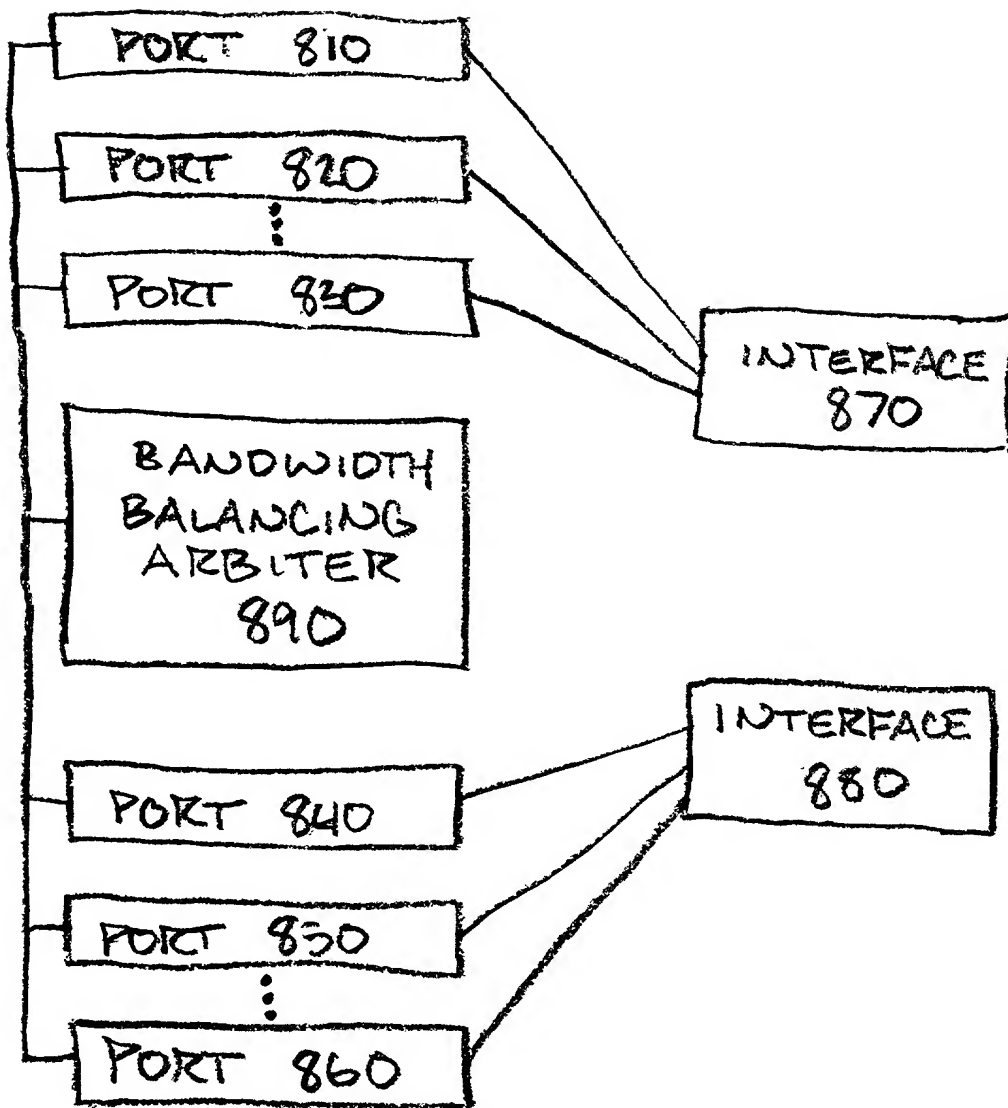 PORT 810
PORT 820
PORT 830
INTERFACE
870
BANDWIDTH
BALANCING
ARBITER
890
INTERFACE
880
PORT 840
PORT 850
PORT 860